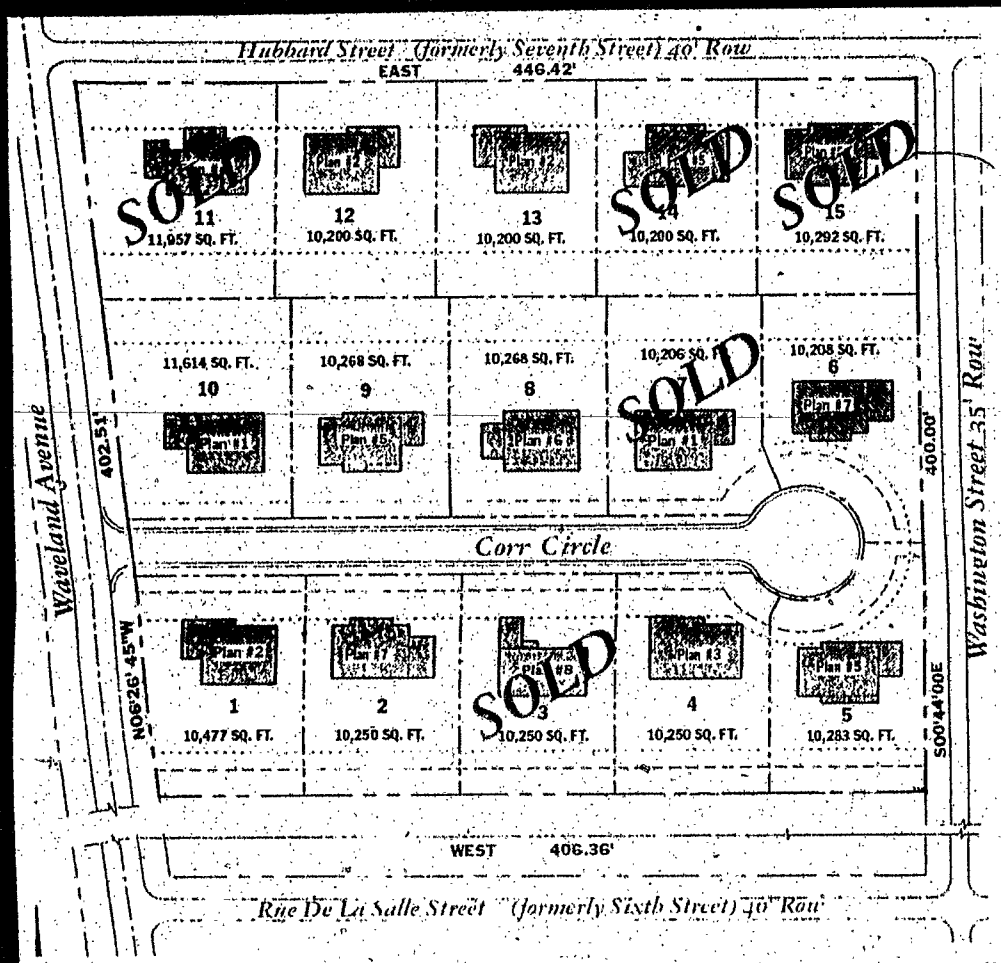 Hubbard Street (formerly Seventh Street) 40' Row
EAST 446.42'
Plan #2
Plan #2
SOLD
SOLD
SOLD
11
12
13
14
15
11,957 SQ. FT.
10,200 SQ. FT.
10,200 SQ. FT.
10,200 SQ. FT.
10,292 SQ. FT.
11,614 SQ. FT.
10,268 SQ. FT.
10,268 SQ. FT.
10,206 SQ. FT.
10,208 SQ. FT.
10
9
8
SOLD
6
Plan #1
Plan #5
Plan #6
Plan #1
Plan #7
Waveland Avenue
402.51'
400.00'
Washington Street 35' Row
Corr Circle
N06°26'45"W
S00°44'00E
Plan #2
Plan #7
Plan #8
Plan #3
Plan #5
SOLD
1
2
3
4
5
10,477 SQ. FT.
10,250 SQ. FT.
10,250 SQ. FT.
10,250 SQ. FT.
10,283 SQ. FT.
WEST 406.36'
Rue De La Salle Street (formerly Sixth Street) 40' Row